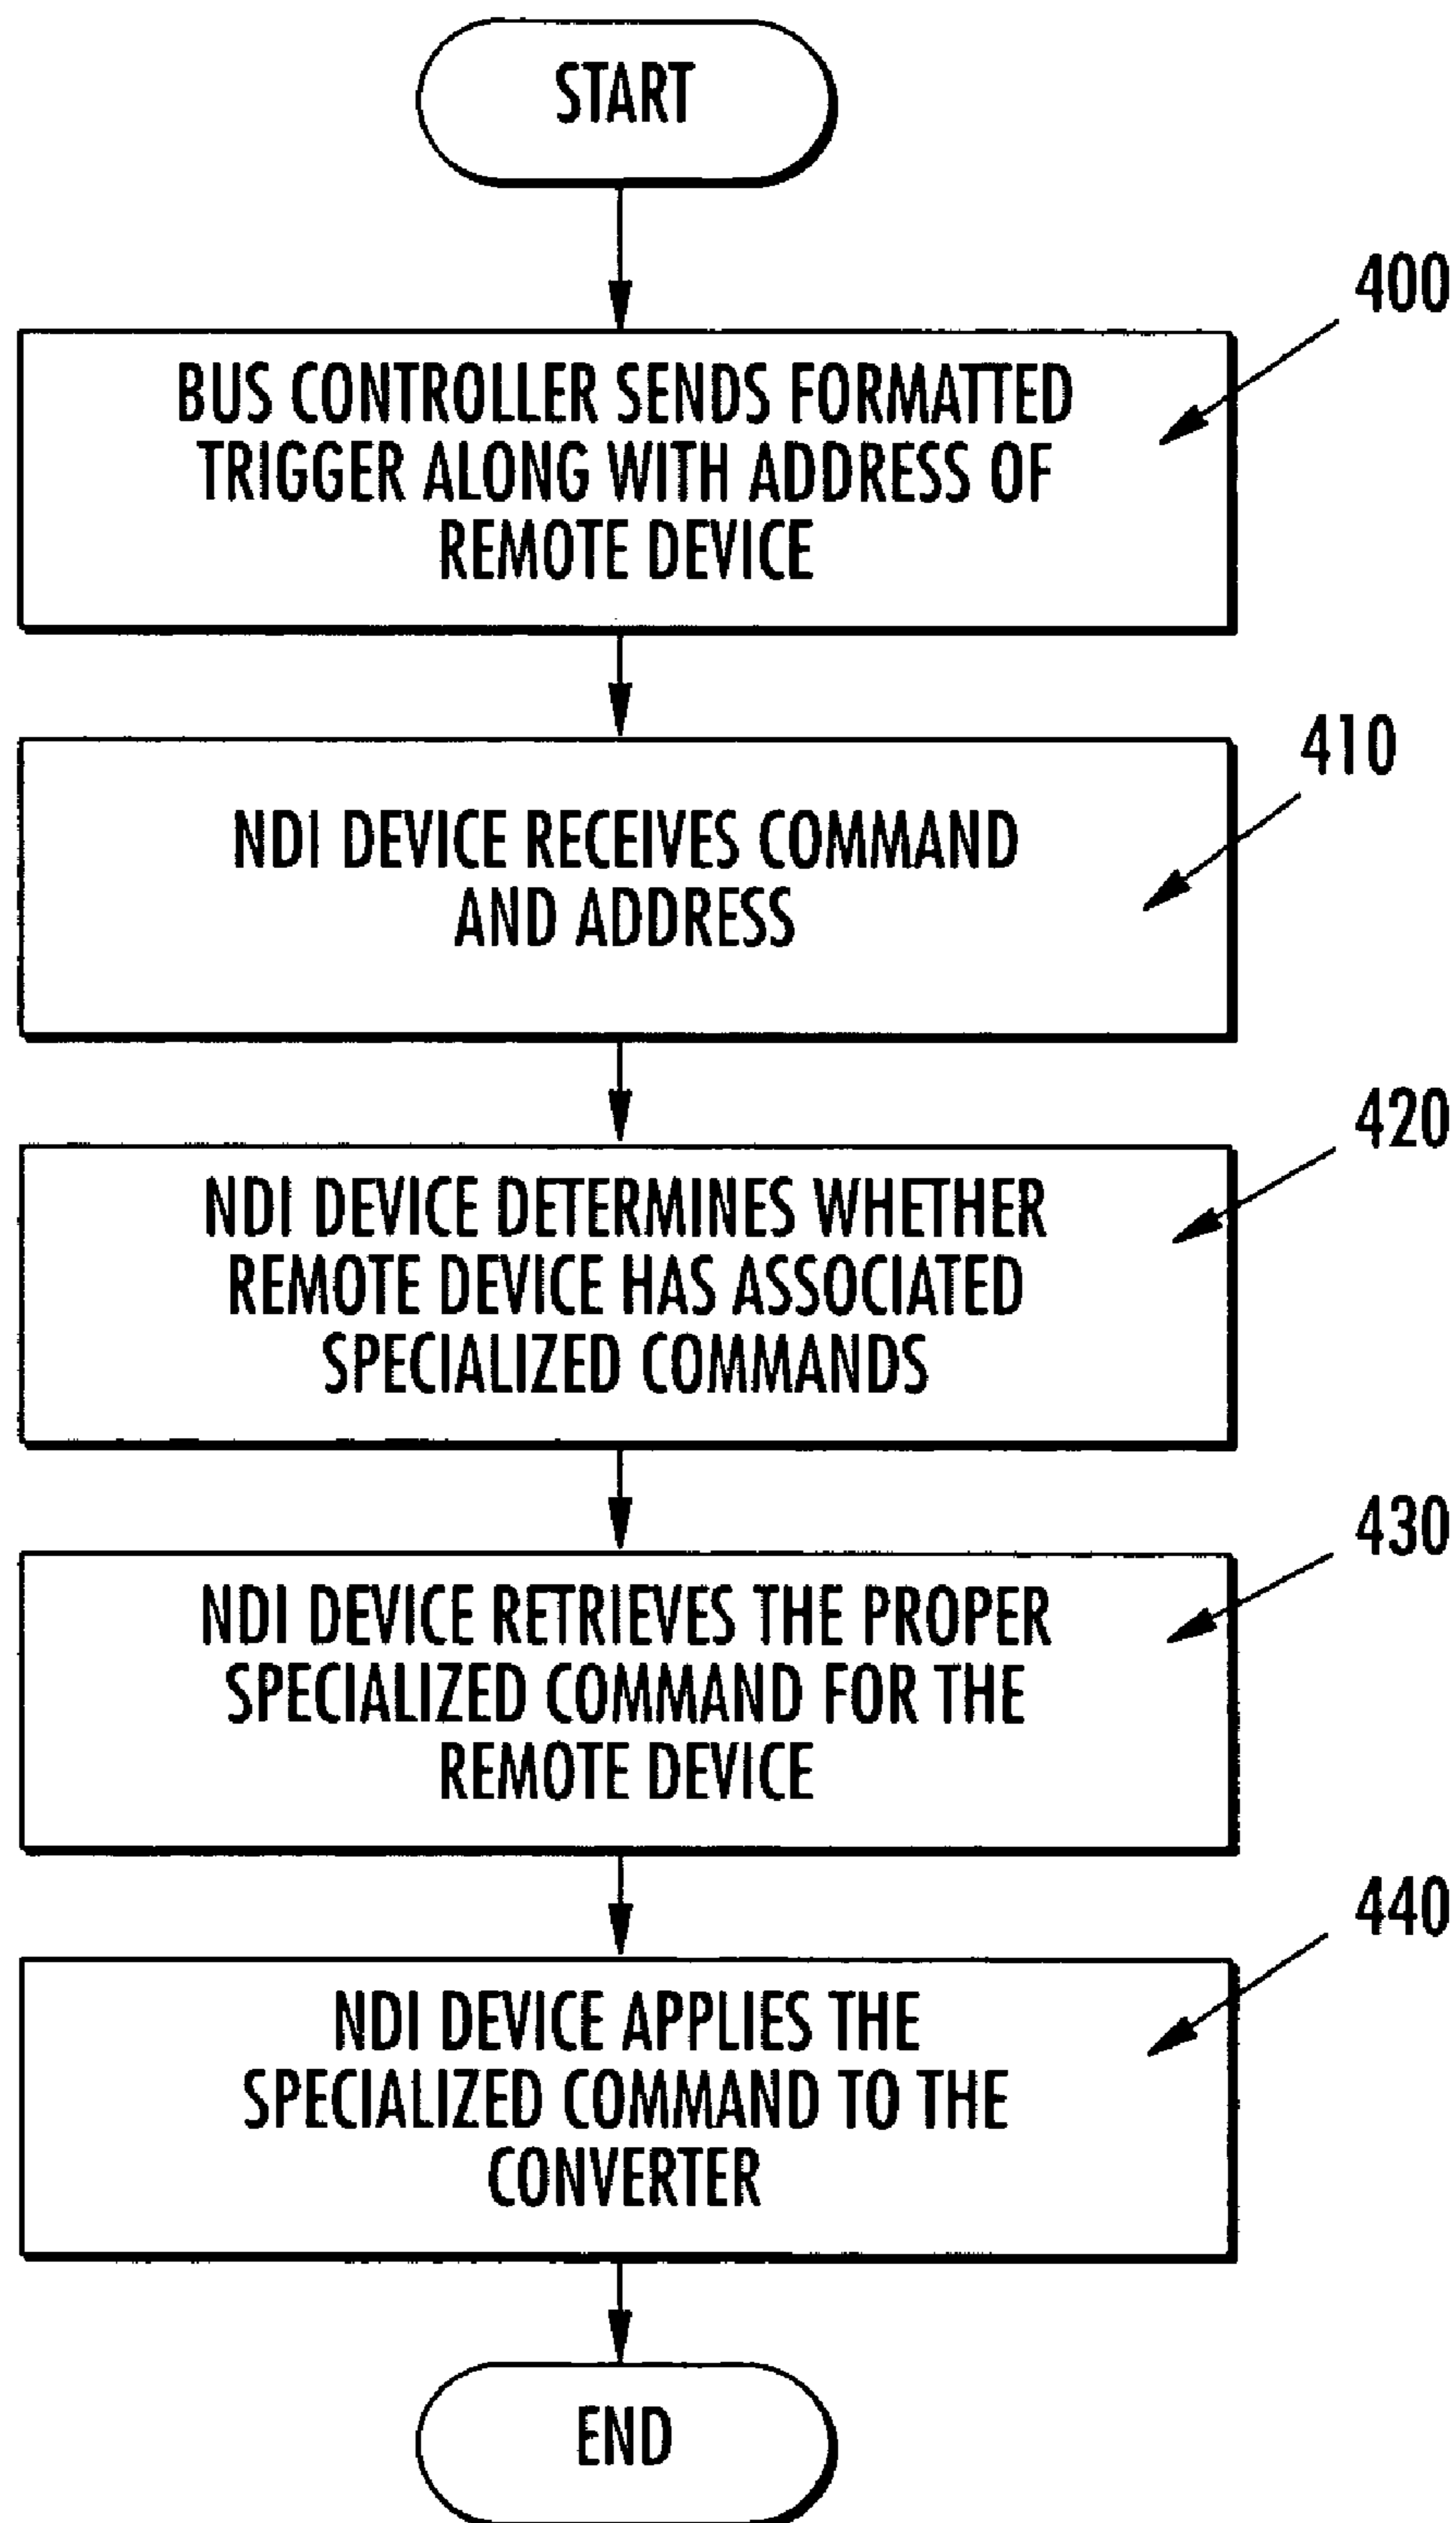 START
400
BUS CONTROLLER SENDS FORMATTED
TRIGGER ALONG WITH ADDRESS OF
REMOTE DEVICE
410
NDI DEVICE RECEIVES COMMAND
AND ADDRESS
420
NDI DEVICE DETERMINES WHETHER
REMOTE DEVICE HAS ASSOCIATED
SPECIALIZED COMMANDS
430
NDI DEVICE RETRIEVES THE PROPER
SPECIALIZED COMMAND FOR THE
REMOTE DEVICE
440
NDI DEVICE APPLIES THE
SPECIALIZED COMMAND TO THE
CONVERTER
END